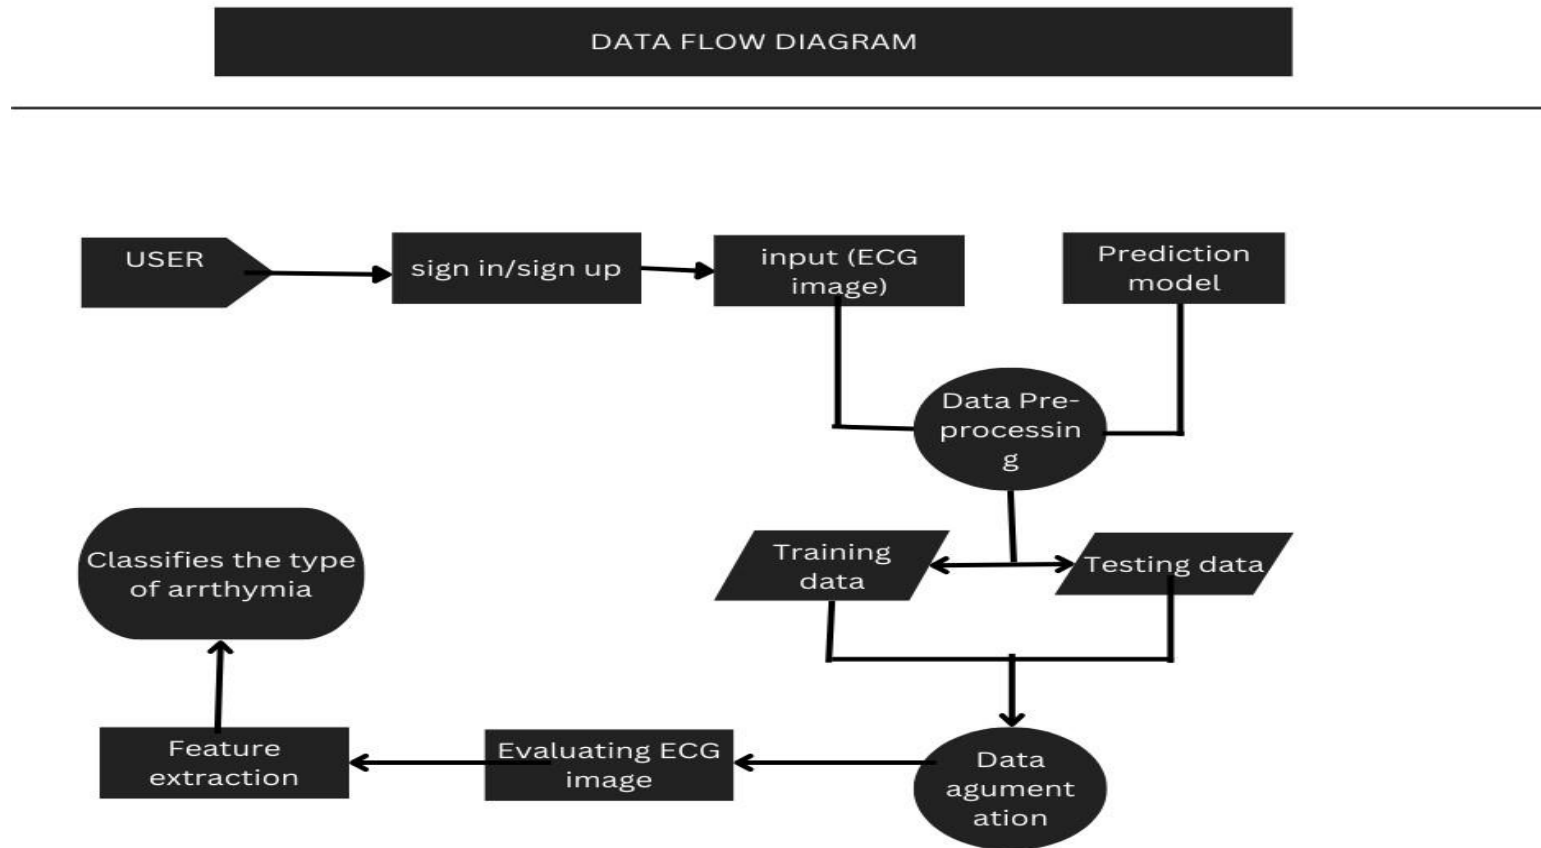 DATA FLOW DIAGRAM
USER
sign in/sign up
input (ECG
image)
Prediction
model
Data Pre-
processin
g
Training
data
Testing data
Classifies the type
of arrthymia
Feature
extraction
Evaluating ECG
image
Data
agument
ation